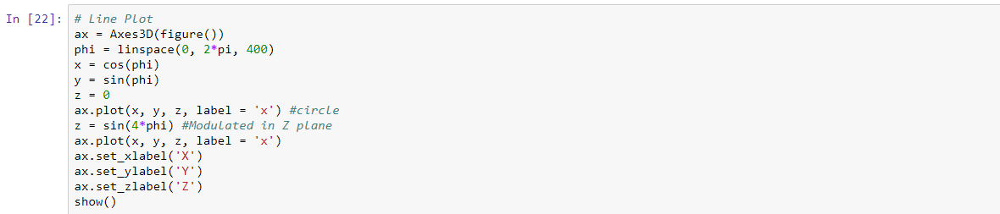 In [22]: # Line Plot
ax = Axes3D(figure())
phi = linspace(0, 2*pi, 400)
x = cos(phi)
y = sin(phi)
z = 0
ax.plot(x, y, z, label = 'x') #circle
z = sin(4*phi) #Modulated in Z plane
ax.plot(x, y, z, label = 'x')
ax.set_xlabel('X')
ax.set_ylabel('Y')
ax.set_zlabel('Z')
show()